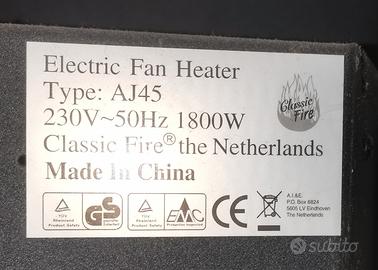 Electric Fan Heater
Type: AJ45
230V~50Hz 1800W
Classic Fire® the Netherlands
Made In China
Classic
Fire
TÜV
Rheinland
Product Safety
GS
TÜV
Rheinland
Product Safety
EMC
CE
A.I.&E.
P.O. Box 6824
5605 LV Eindhoven
The Netherlands
subito